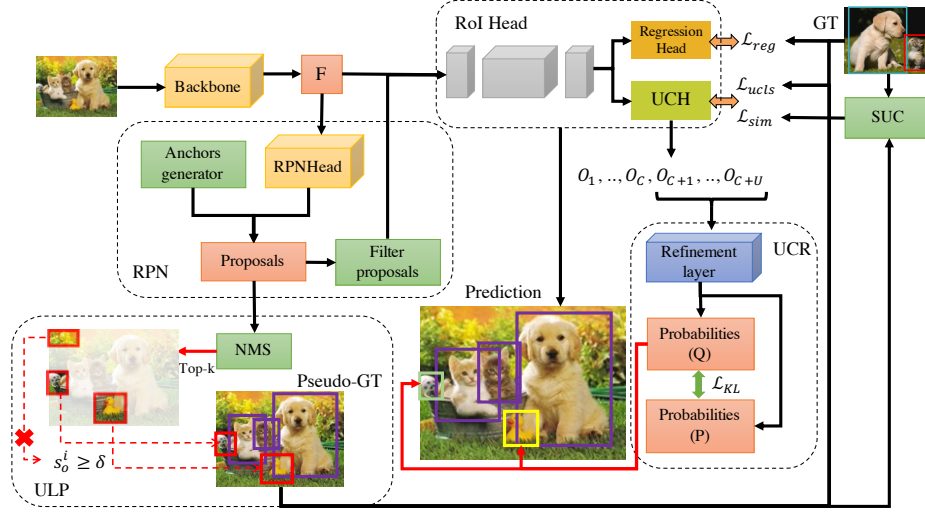 RoI Head
GT
Regression
Head
ℒ_reg
Backbone
F
UCH
ℒ_ucls
ℒ_sim
SUC
Anchors
generator
RPNHead
O_1, .., O_C, O_{C+1}, .., O_{C+U}
Proposals
Filter
proposals
RPN
Refinement
layer
UCR
Prediction
NMS
Top-k
Pseudo-GT
Probabilities
(Q)
ℒ_KL
Probabilities
(P)
s_o^i ≥ δ
ULP